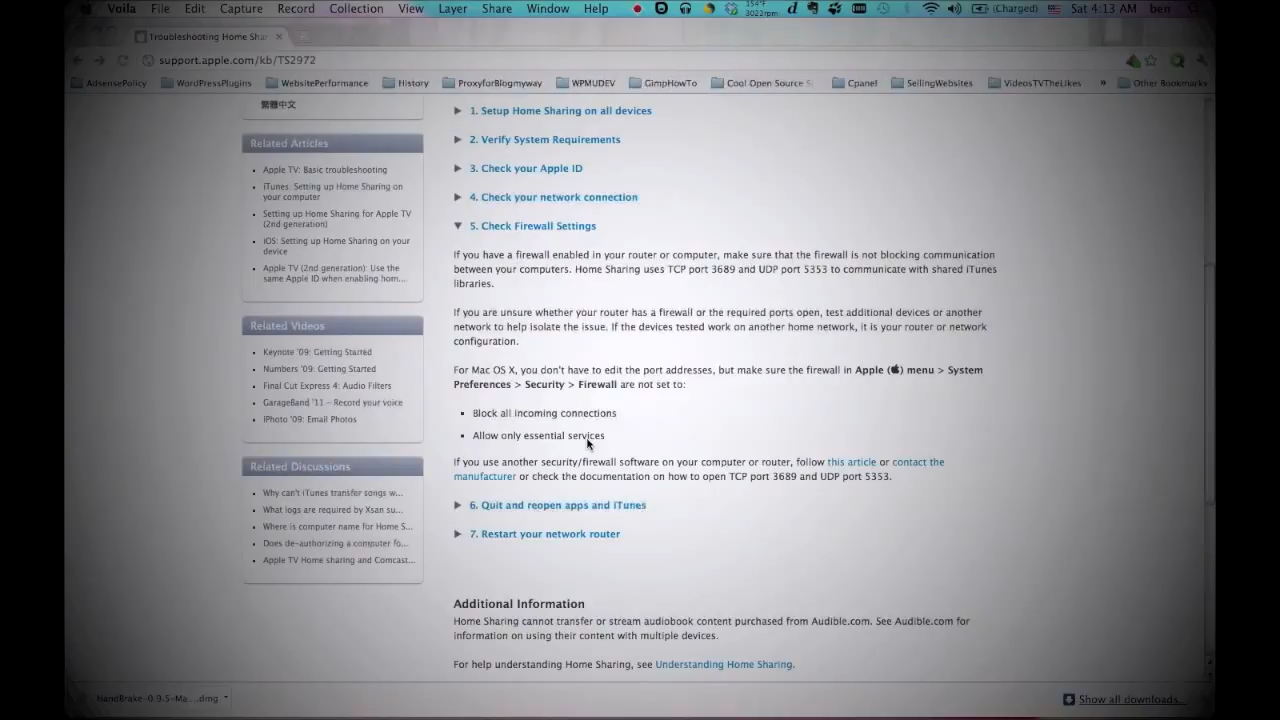 Voila File Edit Capture Record Collection View Layer Share Window Help 154°F 3022rpm (Charged) Sat 4:13 AM ben
Troubleshooting Home Shar
support.apple.com/kb/TS2972
AdsensePolicy WordPressPlugins WebsitePerformance History ProxyforBlogmyway WPMUDEV GimpHowTo Cool Open Source S Cpanel SellingWebsites VideosTVTheLikes » Other Bookmarks
繁體中文
Related Articles
Apple TV: Basic troubleshooting
iTunes: Setting up Home Sharing on
your computer
Setting up Home Sharing for Apple TV
(2nd generation)
iOS: Setting up Home Sharing on your
device
Apple TV (2nd generation): Use the
same Apple ID when enabling hom...
Related Videos
Keynote '09: Getting Started
Numbers '09: Getting Started
Final Cut Express 4: Audio Filters
GarageBand '11 – Record your voice
iPhoto '09: Email Photos
Related Discussions
Why can't iTunes transfer songs w...
What logs are required by Xsan su...
Where is computer name for Home S...
Does de-authorizing a computer fo...
Apple TV Home sharing and Comcast...
1. Setup Home Sharing on all devices
2. Verify System Requirements
3. Check your Apple ID
4. Check your network connection
5. Check Firewall Settings
If you have a firewall enabled in your router or computer, make sure that the firewall is not blocking communication
between your computers. Home Sharing uses TCP port 3689 and UDP port 5353 to communicate with shared iTunes
libraries.
If you are unsure whether your router has a firewall or the required ports open, test additional devices or another
network to help isolate the issue. If the devices tested work on another home network, it is your router or network
configuration.
For Mac OS X, you don't have to edit the port addresses, but make sure the firewall in Apple () menu > System
Preferences > Security > Firewall are not set to:
Block all incoming connections
Allow only essential services
If you use another security/firewall software on your computer or router, follow this article or contact the
manufacturer or check the documentation on how to open TCP port 3689 and UDP port 5353.
6. Quit and reopen apps and iTunes
7. Restart your network router
Additional Information
Home Sharing cannot transfer or stream audiobook content purchased from Audible.com. See Audible.com for
information on using their content with multiple devices.
For help understanding Home Sharing, see Understanding Home Sharing.
HandBrake-0.9.5-Ma....dmg
Show all downloads...